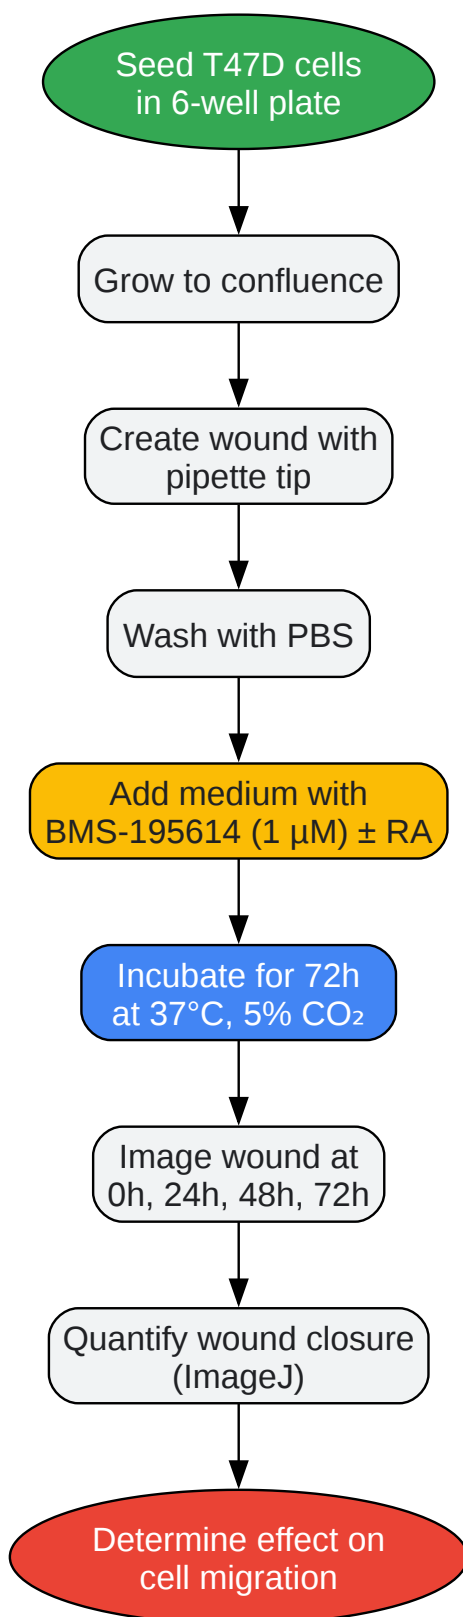 Seed T47D cells
in 6-well plate
Grow to confluence
Create wound with
pipette tip
Wash with PBS
Add medium with
BMS-195614 (1 µM) ± RA
Incubate for 72h
at 37°C, 5% CO₂
Image wound at
0h, 24h, 48h, 72h
Quantify wound closure
(ImageJ)
Determine effect on
cell migration